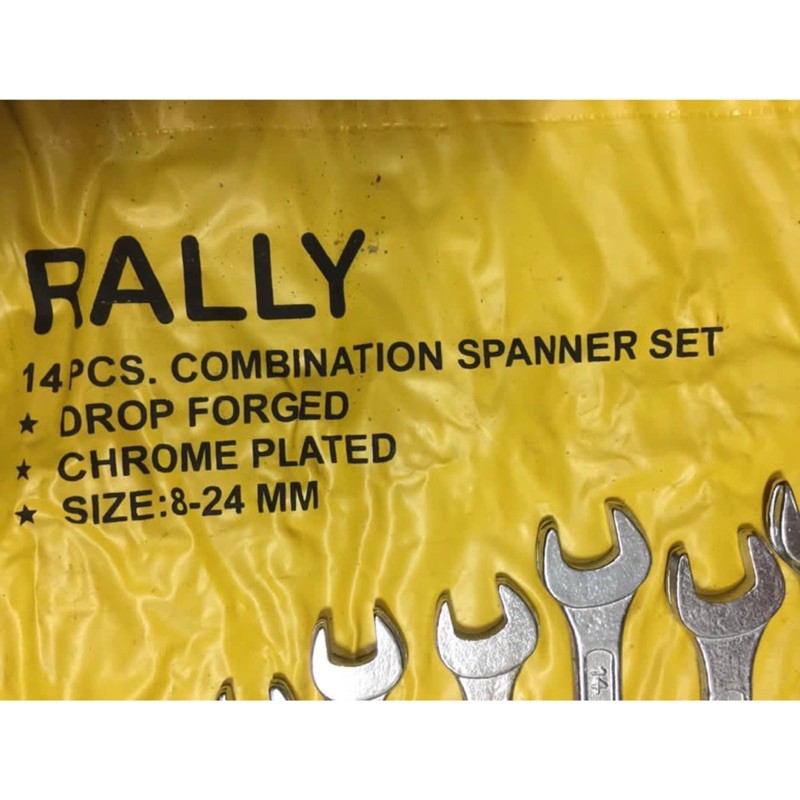 RALLY
14PCS. COMBINATION SPANNER SET
★ DROP FORGED
★ CHROME PLATED
★ SIZE:8-24 MM
14